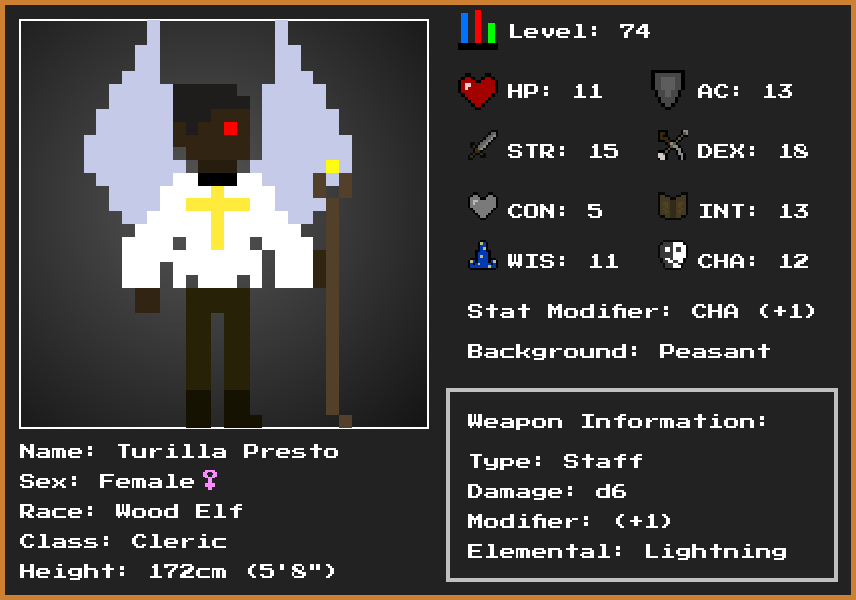 Level: 74
HP: 11 AC: 13
STR: 15 DEX: 18
CON: 5 INT: 13
WIS: 11 CHA: 12
Stat Modifier: CHA (+1)
Background: Peasant
Weapon Information:
Type: Staff
Damage: d6
Modifier: (+1)
Elemental: Lightning
Name: Turilla Presto
Sex: Female♀
Race: Wood Elf
Class: Cleric
Height: 172cm (5'8")